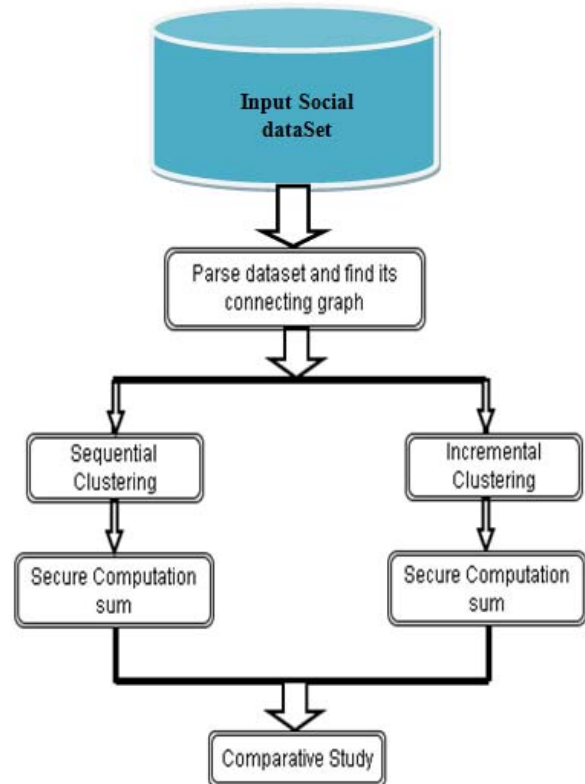 Input Social
dataSet
Parse dataset and find its
connecting graph
Sequential
Clustering
Incremental
Clustering
Secure Computation
sum
Secure Computation
sum
Comparative Study